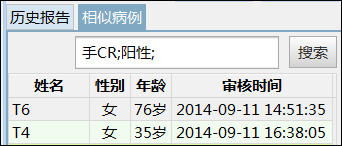 历史报告 相似病例
手CR;阳性; 搜索
姓名 性别 年龄 审核时间
T6 女 76岁 2014-09-11 14:51:35
T4 女 35岁 2014-09-11 16:38:05